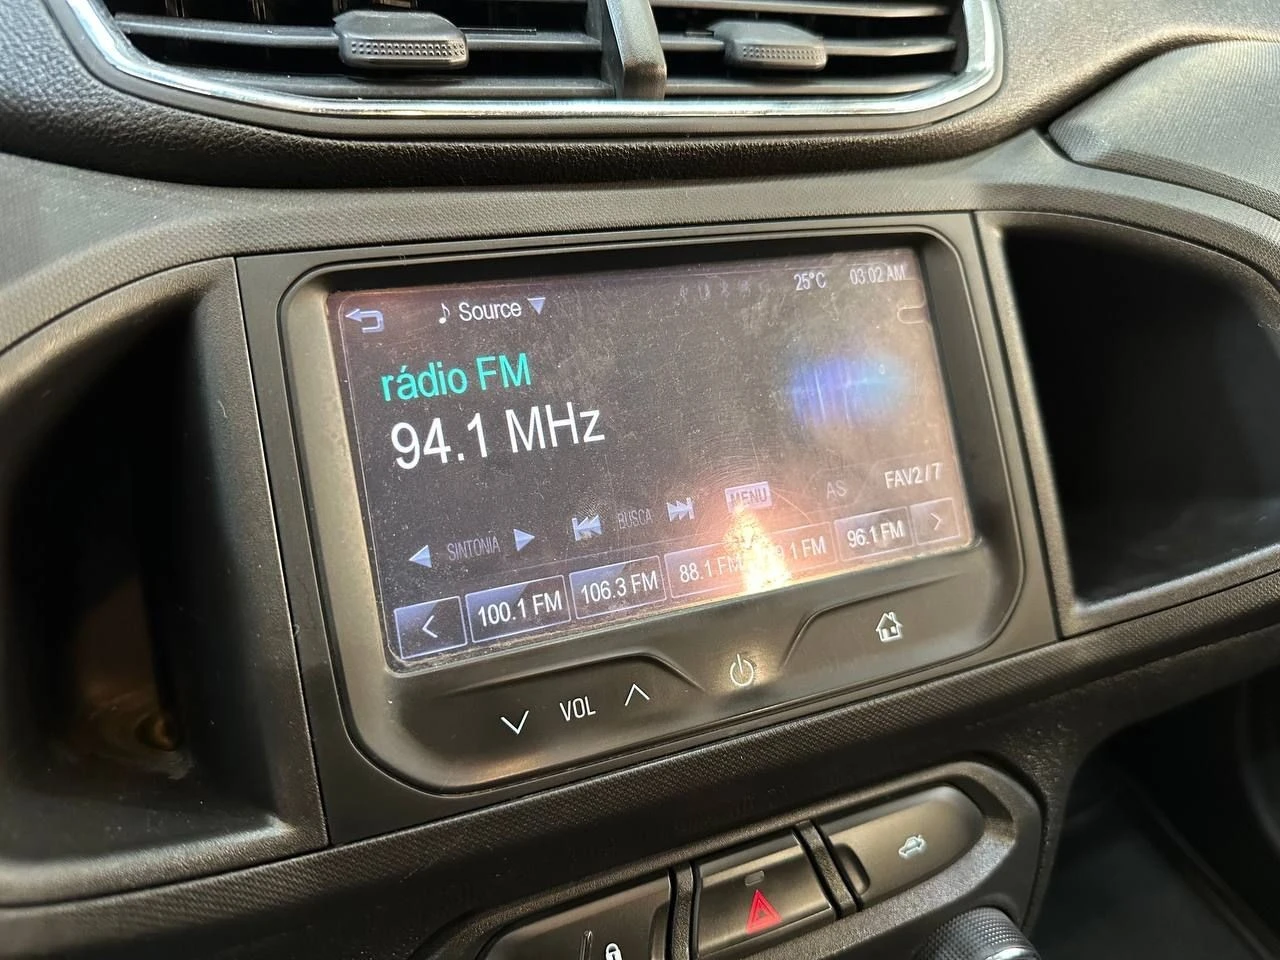 25°C 03:02 AM
Source
rádio FM
94.1 MHz
FAV2 / 7
SINTONIA BUSCA MENU AS
100.1 FM 106.3 FM 88.1 FM 96.1 FM
VOL